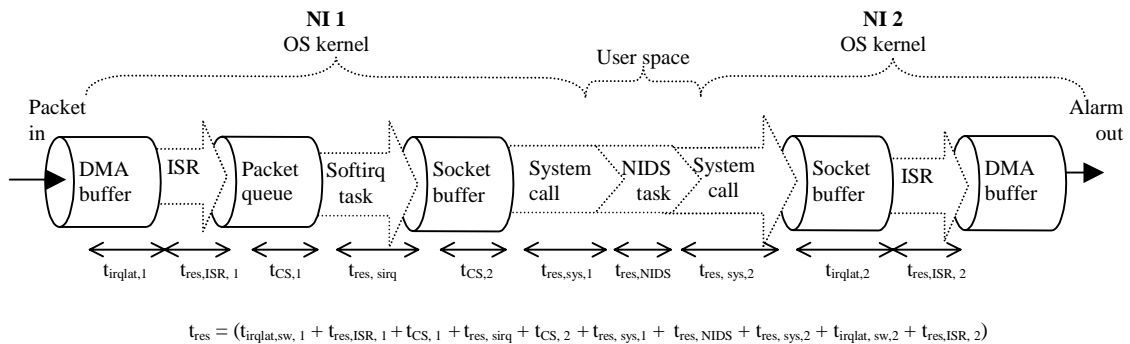 NI 1
OS kernel
User space
NI 2
OS kernel
Packet
in
Alarm
out
DMA
buffer
ISR
Packet
queue
Softirq
task
Socket
buffer
System
call
NIDS
task
System
call
Socket
buffer
ISR
DMA
buffer
tirqlat,1
tres,ISR, 1
tCS,1
tres, sirq
tCS,2
tres,sys,1
tres,NIDS
tres, sys,2
tirqlat,2
tres,ISR, 2
tres = (tirqlat,sw, 1 + tres,ISR, 1 + tCS, 1 + tres, sirq + tCS, 2 + tres, sys,1 + tres, NIDS + tres, sys,2 + tirqlat, sw,2 + tres,ISR, 2)